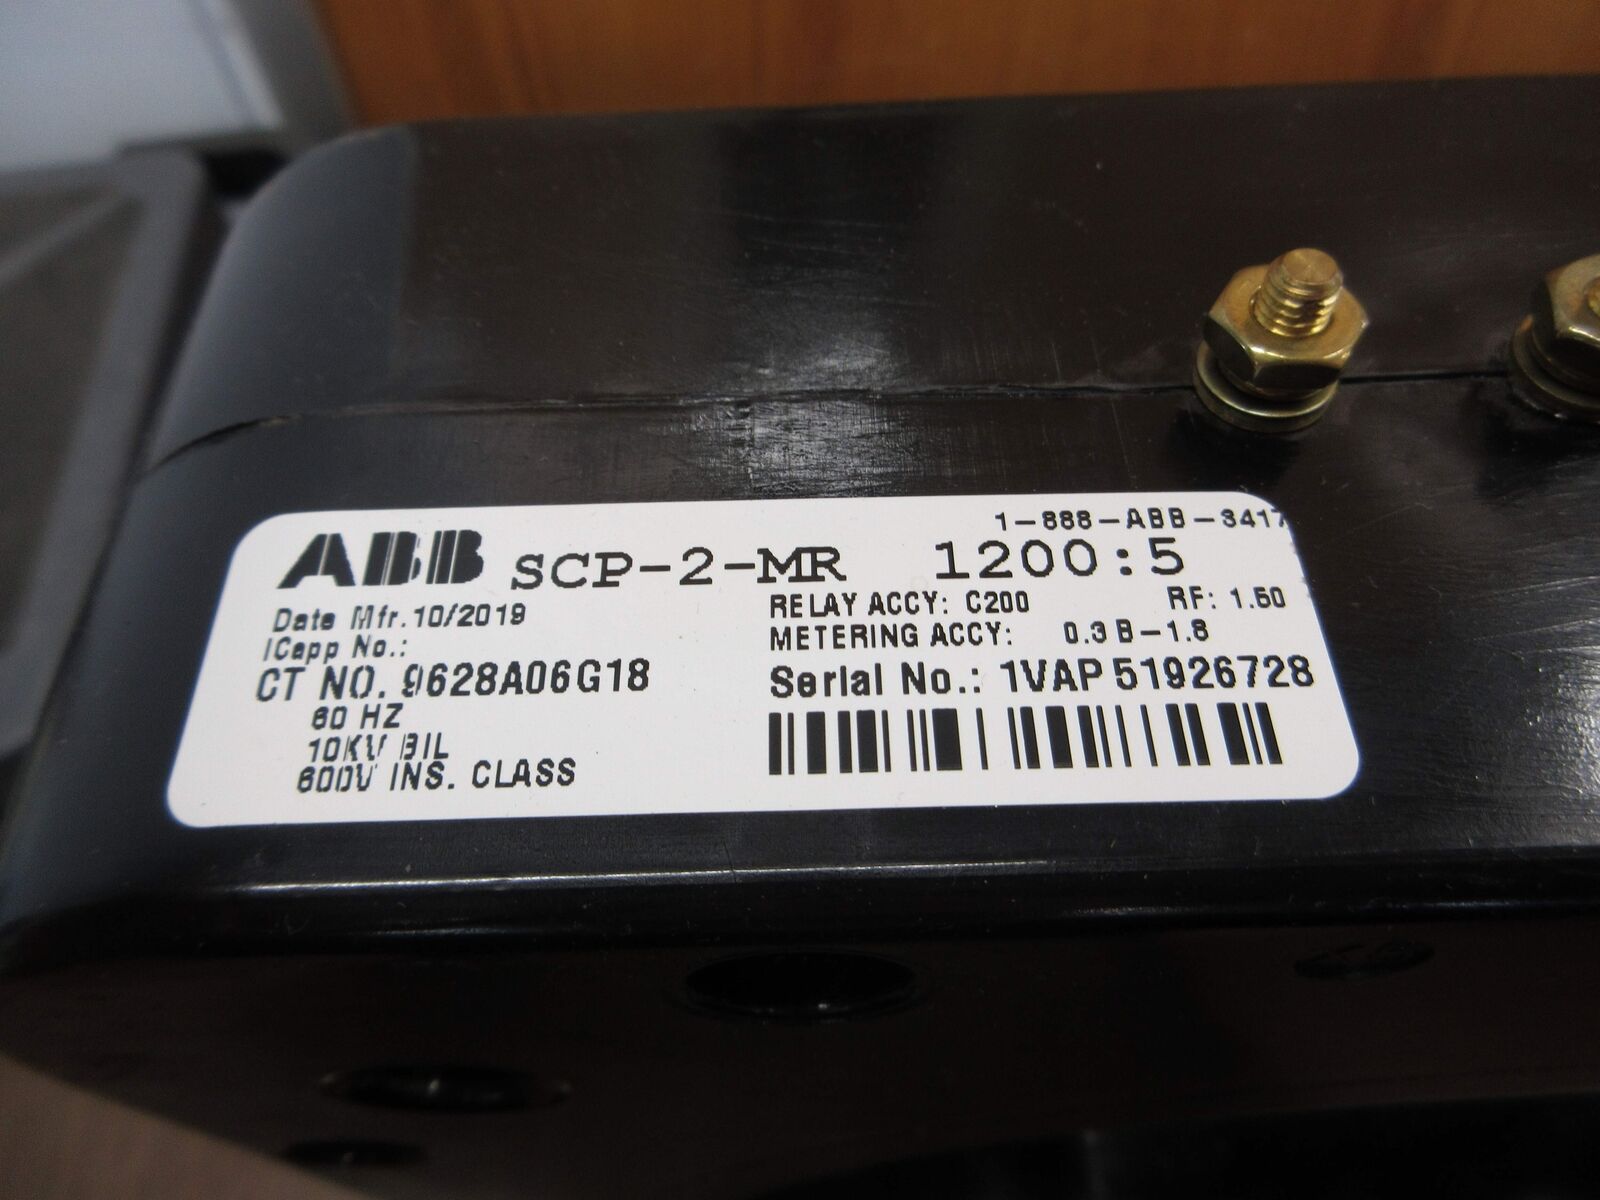 1-888-ABB-3417
ABB SCP-2-MR 1200:5
Date Mfr.10/2019 RELAY ACCY: C200 RF: 1.50
ICapp No.: METERING ACCY: 0.3 B-1.8
CT NO. 9628A06G18 Serial No.: 1VAP51926728
60 HZ
10KV BIL
600V INS. CLASS